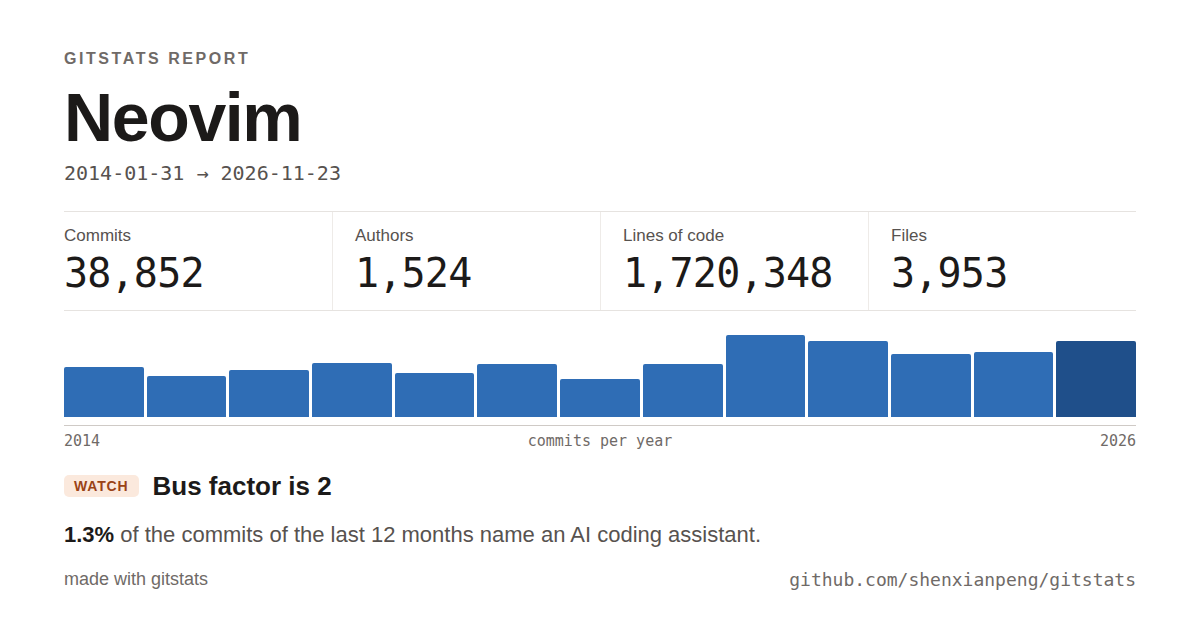 GITSTATS REPORT
Neovim
2014-01-31 → 2026-11-23
Commits
38,852
Authors
1,524
Lines of code
1,720,348
Files
3,953
2014
commits per year
2026
WATCH Bus factor is 2
1.3% of the commits of the last 12 months name an AI coding assistant.
made with gitstats
github.com/shenxianpeng/gitstats